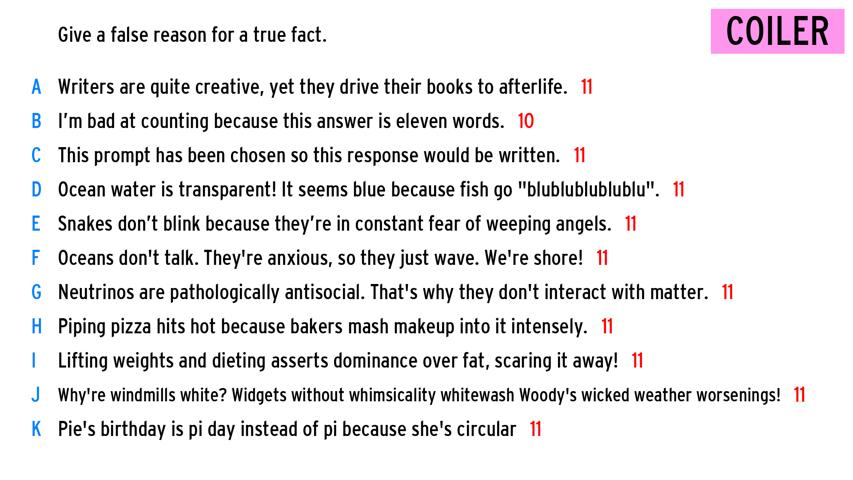 Give a false reason for a true fact.
COILER
A Writers are quite creative, yet they drive their books to afterlife. 11
B I’m bad at counting because this answer is eleven words. 10
C This prompt has been chosen so this response would be written. 11
D Ocean water is transparent! It seems blue because fish go "blublublublublu". 11
E Snakes don’t blink because they’re in constant fear of weeping angels. 11
F Oceans don't talk. They're anxious, so they just wave. We're shore! 11
G Neutrinos are pathologically antisocial. That's why they don't interact with matter. 11
H Piping pizza hits hot because bakers mash makeup into it intensely. 11
I Lifting weights and dieting asserts dominance over fat, scaring it away! 11
J Why're windmills white? Widgets without whimsicality whitewash Woody's wicked weather worsenings! 11
K Pie's birthday is pi day instead of pi because she's circular 11